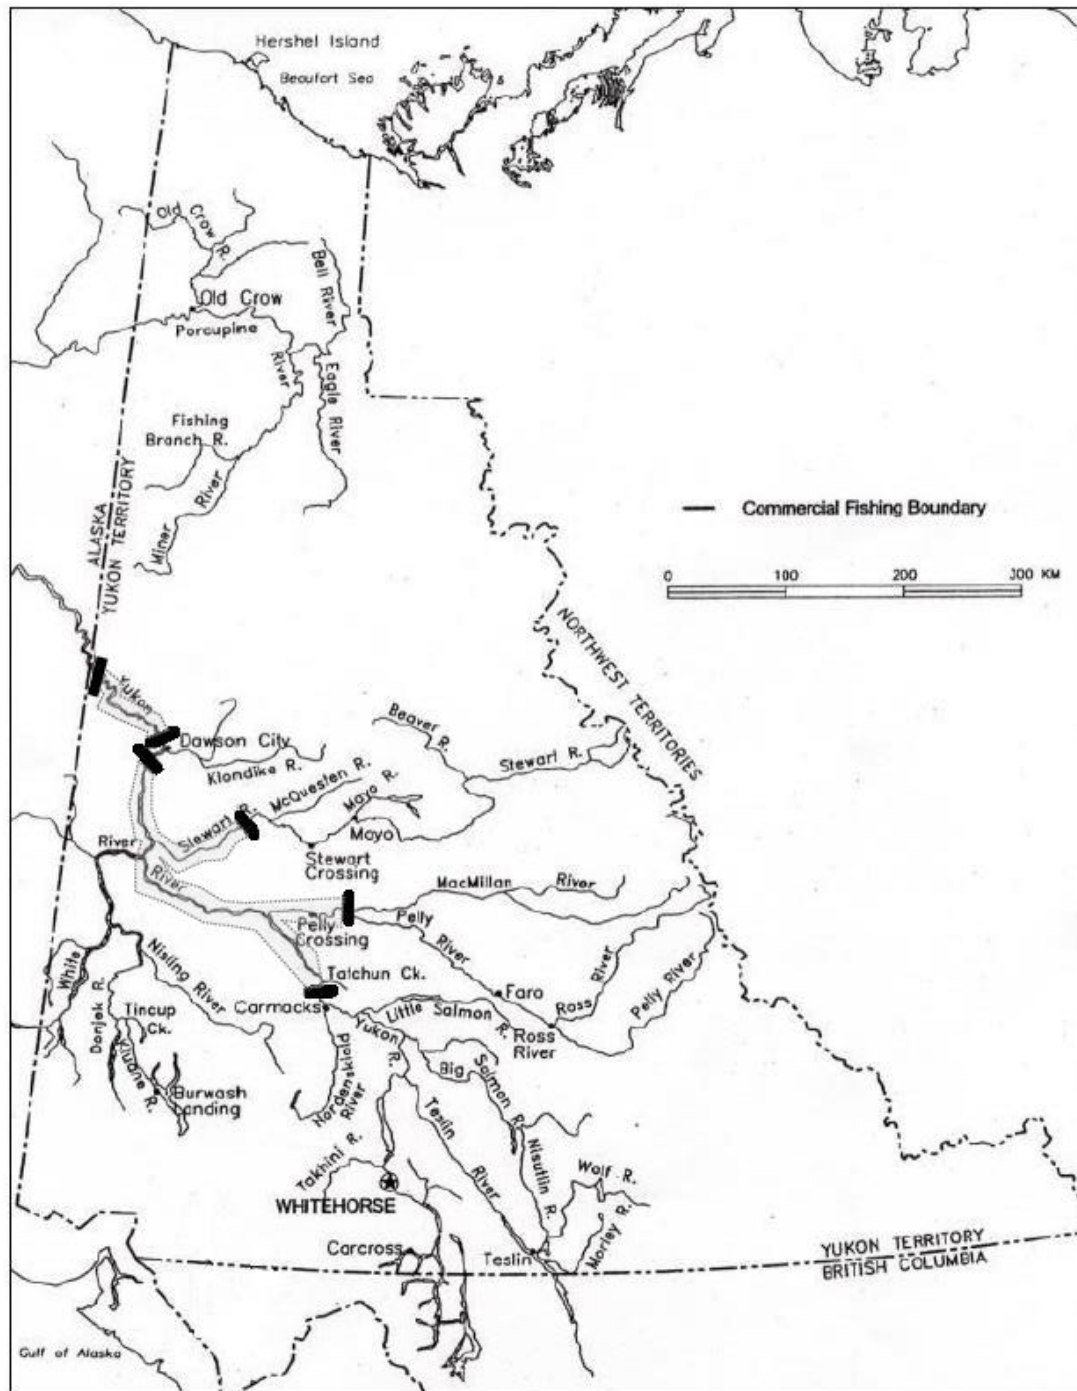 Hershel Island
Beaufort Sea
Old Crow R.
Bell River
Old Crow
Porcupine
River
Eagle River
Fishing
Branch R.
River
Miner
ALASKA
YUKON TERRITORY
Commercial Fishing Boundary
0 100 200 300 KM
NORTHWEST TERRITORIES
Yukon
Dawson City
Klondike R.
Beaver R.
Stewart R.
McQuesten R.
Mayo R.
Stewart R.
Mayo
Stewart
Crossing
River
River
MacMillan River
Pelly
River
Pelly
Crossing
Tatchun Ck.
White
Nisling
River
Donjek R.
Tincup
Ck.
Kluane R.
Burwash
Landing
Carmacks
Nordenskiold
River
Yukon R.
Little Salmon
R.
Faro
Ross
River
Ross
River
Pelly River
Big
Salmon R.
Teslin
River
Nisutlin R.
Wolf R.
Morley R.
Takhini R.
WHITEHORSE
Carcross
Teslin
YUKON TERRITORY
BRITISH COLUMBIA
Gulf of Alaska